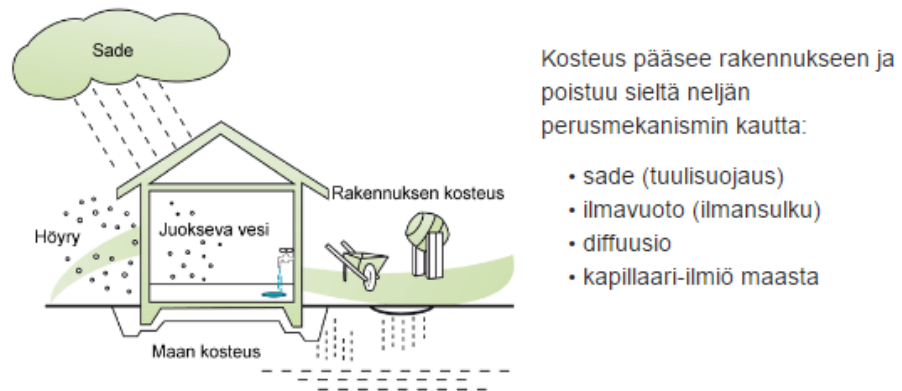 Sade
Rakennuksen kosteus
Höyry
Juokseva vesi
Maan kosteus
Kosteus pääsee rakennukseen ja
poistuu sieltä neljän
perusmekanismin kautta:
• sade (tuulisuojaus)
• ilmavuoto (ilmansulku)
• diffuusio
• kapillaari-ilmiö maasta